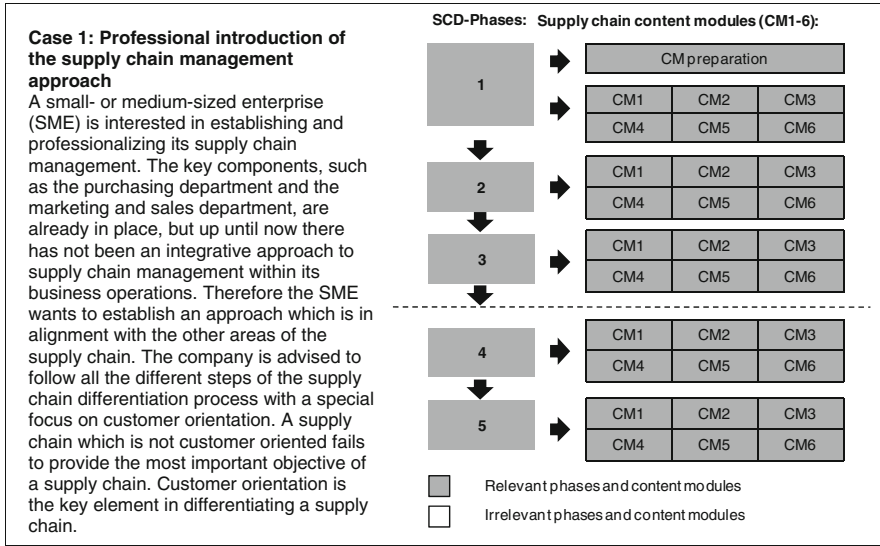 Case 1: Professional introduction of
the supply chain management
approach
A small- or medium-sized enterprise
(SME) is interested in establishing and
professionalizing its supply chain
management. The key components, such
as the purchasing department and the
marketing and sales department, are
already in place, but up until now there
has not been an integrative approach to
supply chain management within its
business operations. Therefore the SME
wants to establish an approach which is in
alignment with the other areas of the
supply chain. The company is advised to
follow all the different steps of the supply
chain differentiation process with a special
focus on customer orientation. A supply
chain which is not customer oriented fails
to provide the most important objective of
a supply chain. Customer orientation is
the key element in differentiating a supply
chain.
SCD-Phases: Supply chain content modules (CM1-6):
1
CM preparation
CM1 CM2 CM3
CM4 CM5 CM6
2
CM1 CM2 CM3
CM4 CM5 CM6
3
CM1 CM2 CM3
CM4 CM5 CM6
4
CM1 CM2 CM3
CM4 CM5 CM6
5
CM1 CM2 CM3
CM4 CM5 CM6
Relevant phases and content modules
Irrelevant phases and content modules